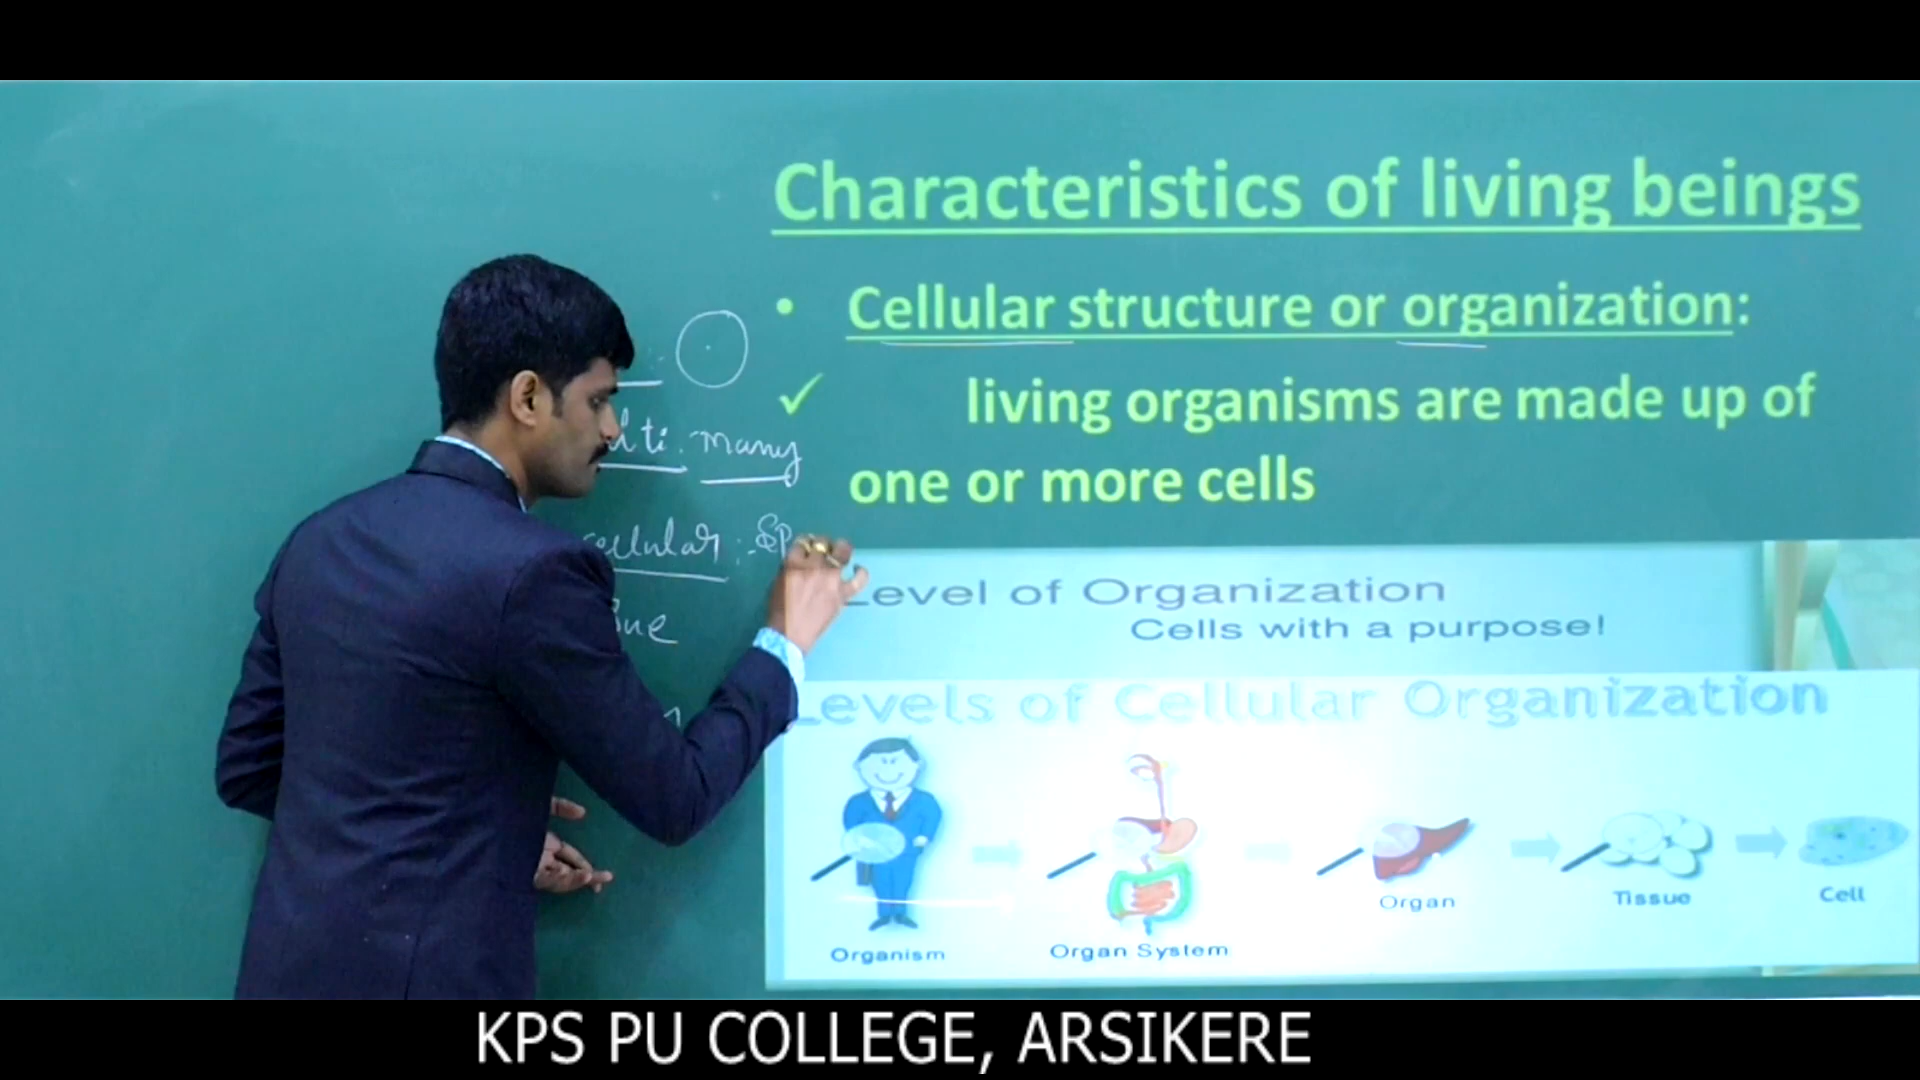 Characteristics of living beings
• Cellular structure or organization:
✓ living organisms are made up of
one or more cells
many
cellular :-
Level of Organization
Cells with a purpose!
Levels of Cellular Organization
Organism
Organ System
Organ
Tissue
Cell
KPS PU COLLEGE, ARSIKERE